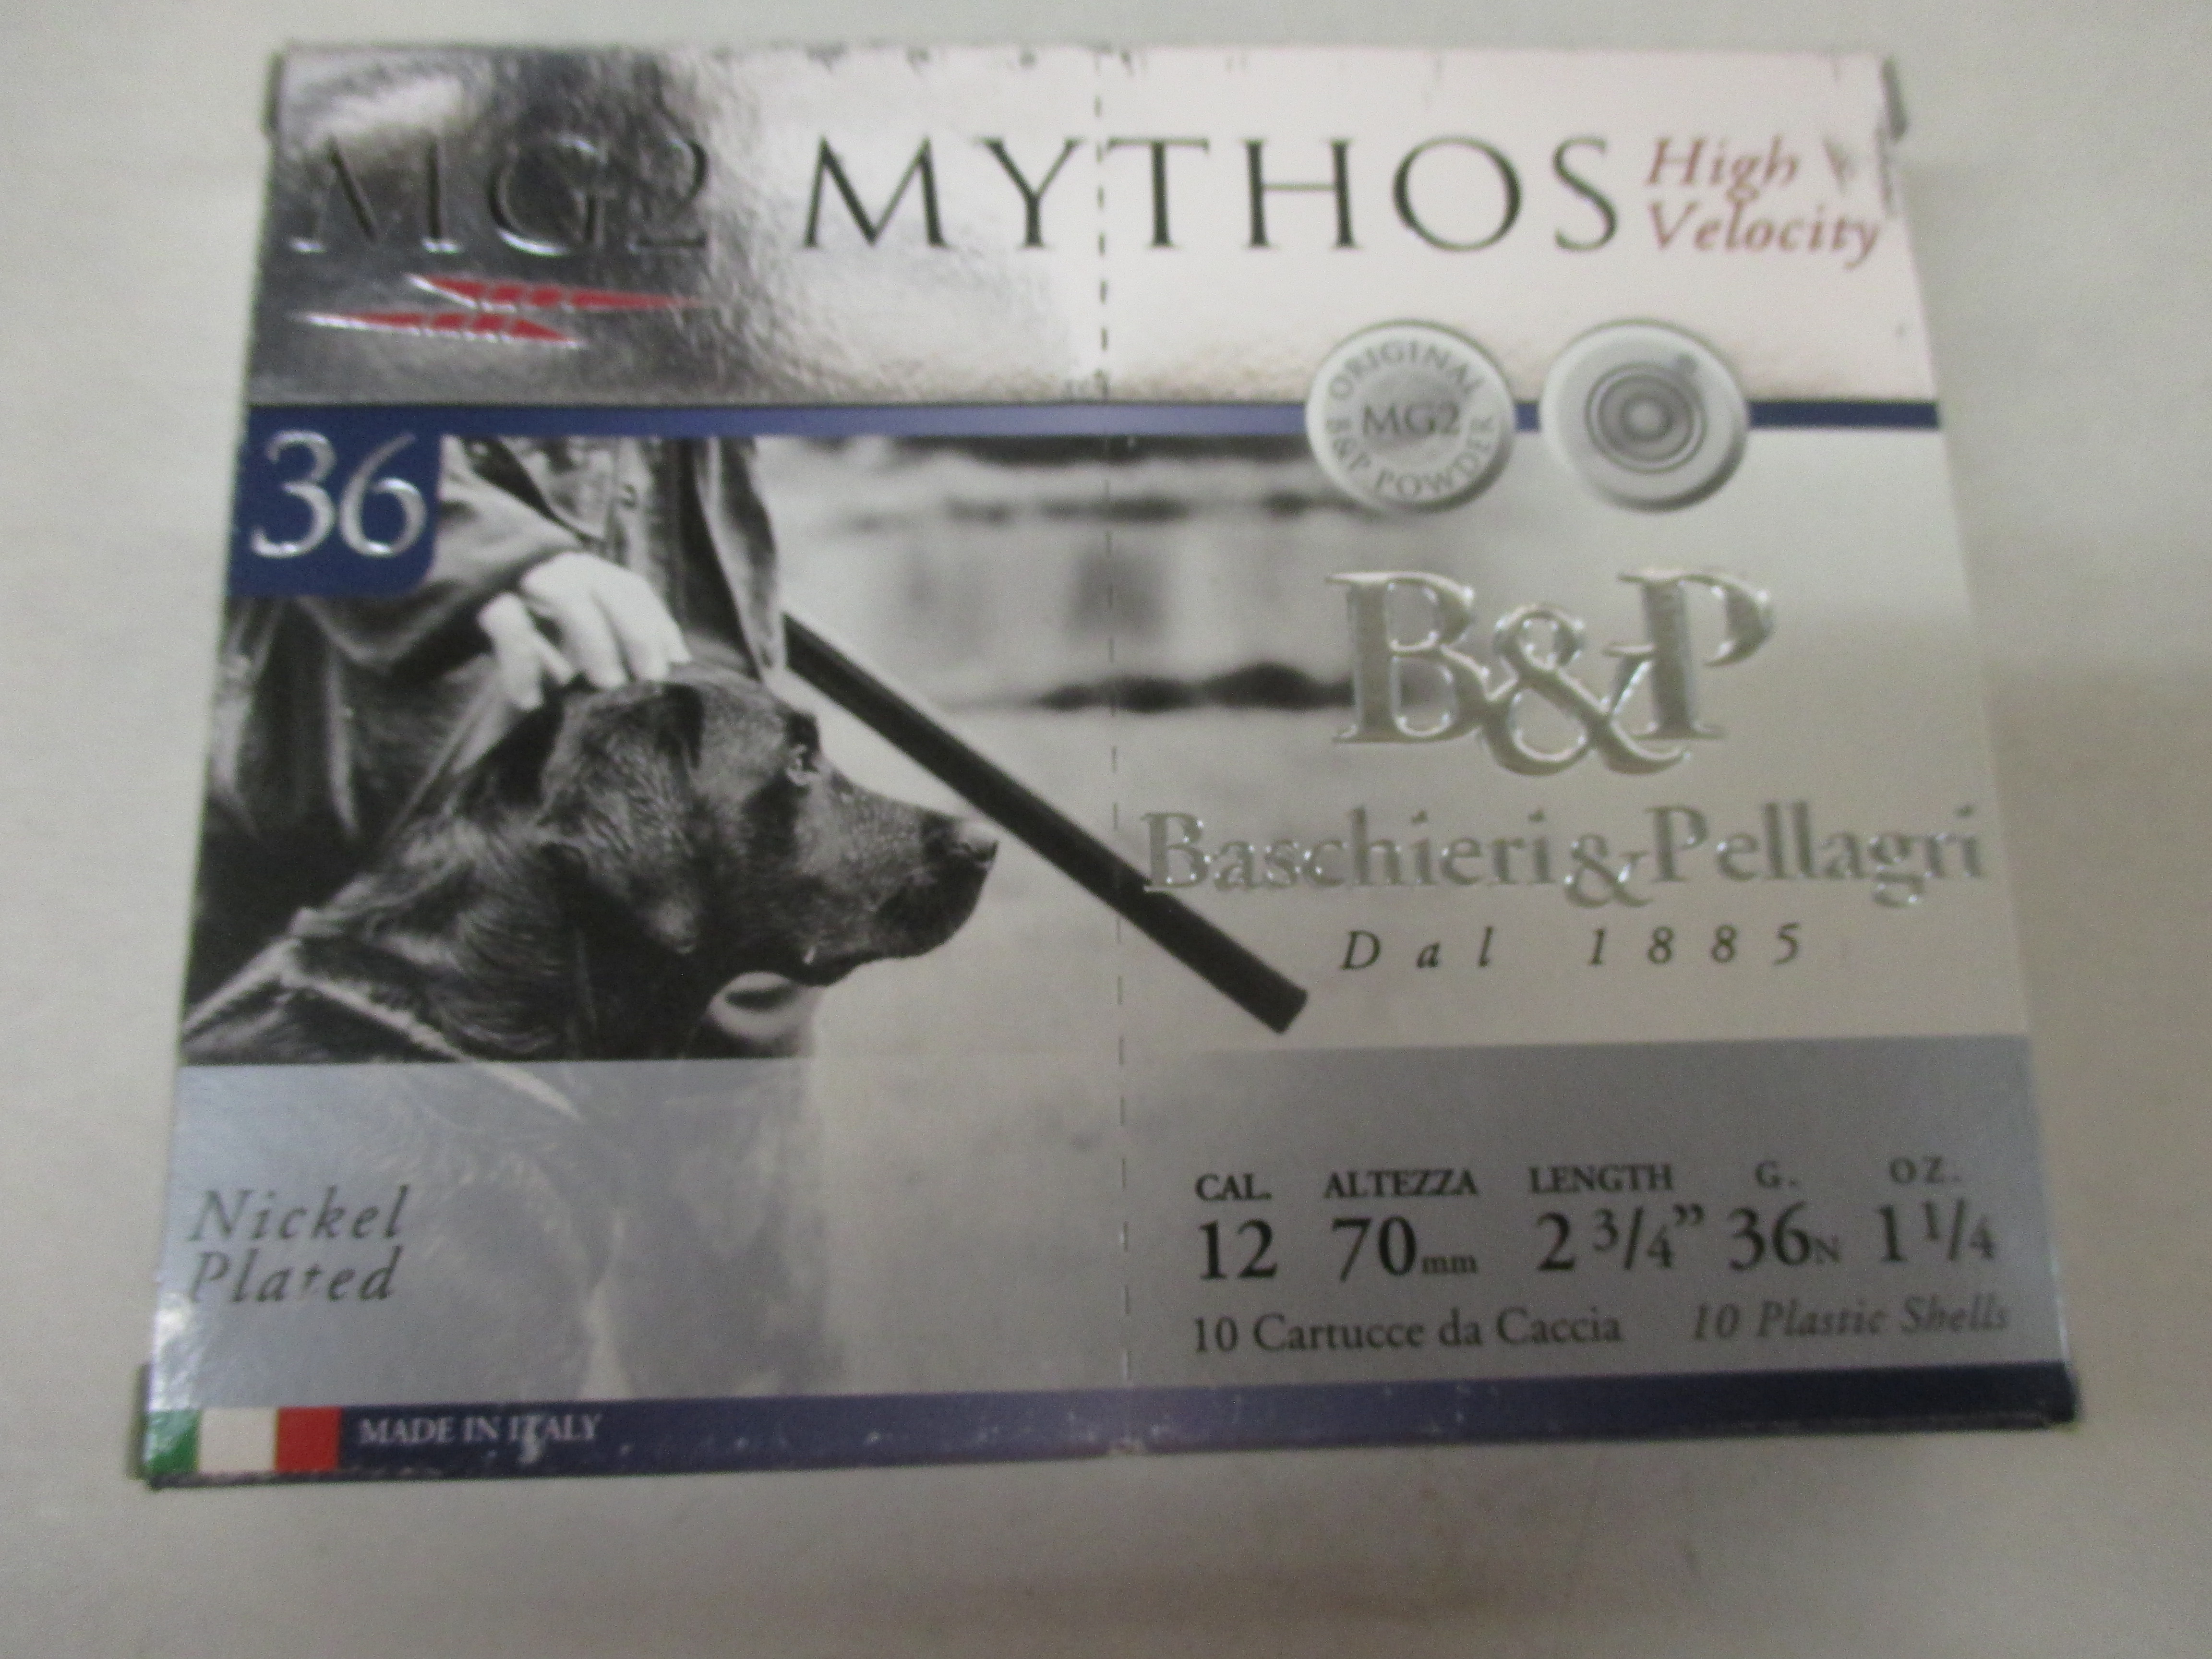 MG2 MYTHOS High Velocity
ORIGINAL B&P POWDER
MG2
36
B&P
Baschieri & Pellagri
Dal 1885
Nickel
Plated
CAL. ALTEZZA LENGTH G. OZ.
12 70mm 2 3/4” 36N 1 1/4
10 Cartucce da Caccia 10 Plastic Shells
MADE IN ITALY